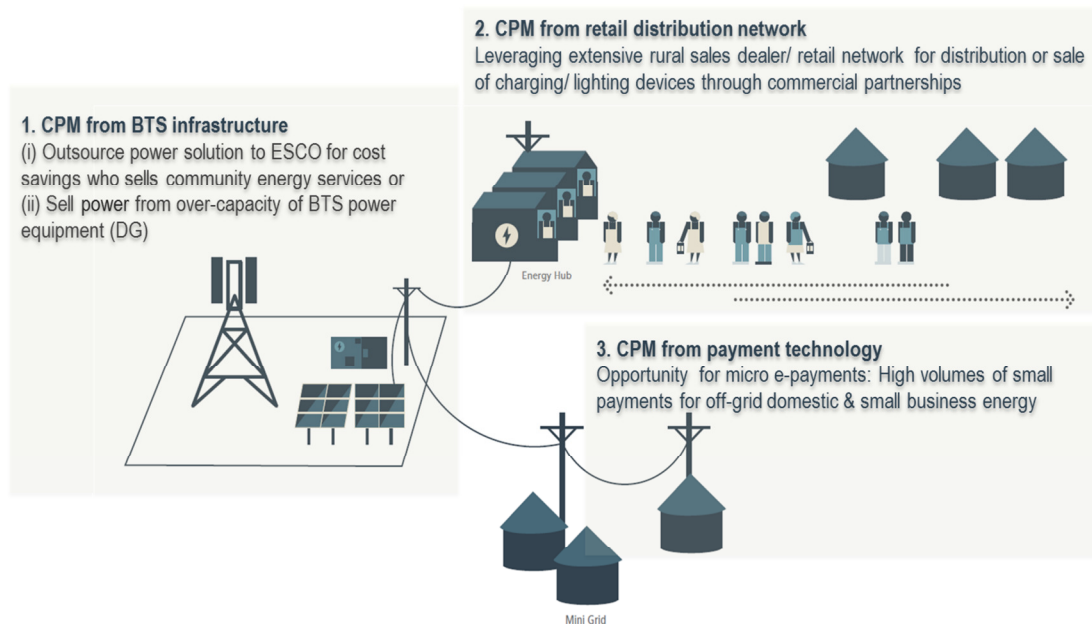 2. CPM from retail distribution network
Leveraging extensive rural sales dealer/ retail network for distribution or sale
of charging/ lighting devices through commercial partnerships
1. CPM from BTS infrastructure
(i) Outsource power solution to ESCO for cost
savings who sells community energy services or
(ii) Sell power from over-capacity of BTS power
equipment (DG)
Energy Hub
3. CPM from payment technology
Opportunity for micro e-payments: High volumes of small
payments for off-grid domestic & small business energy
Mini Grid